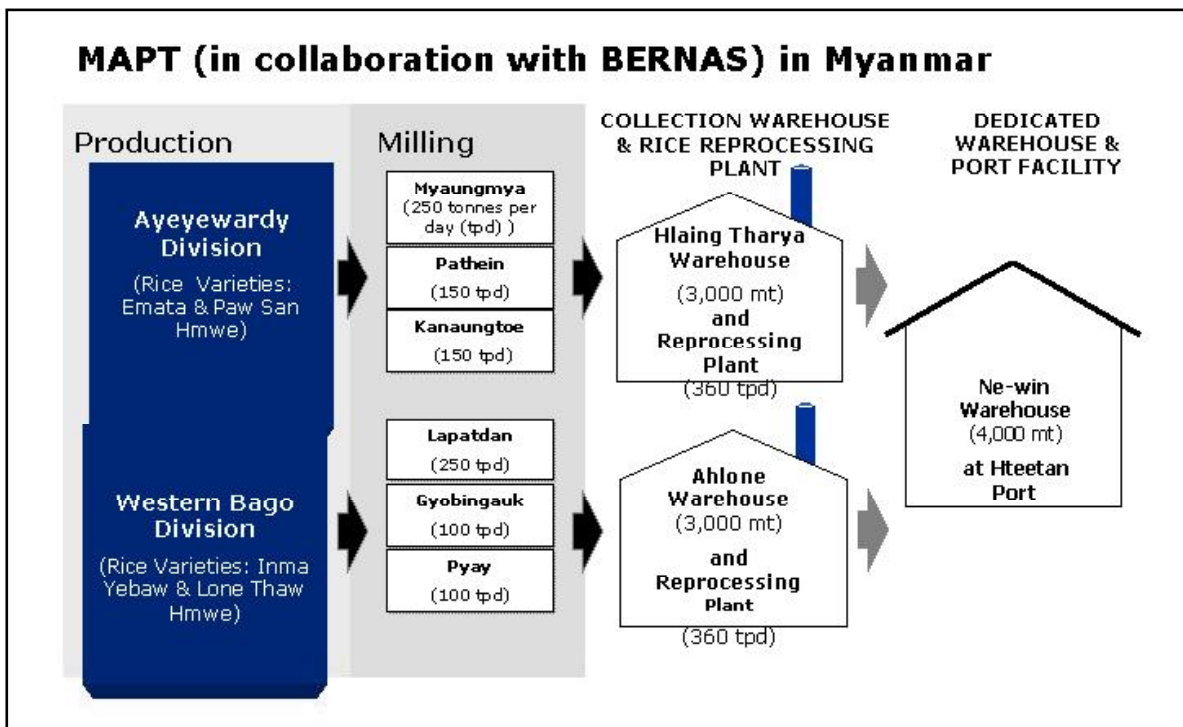 MAPT (in collaboration with BERNAS) in Myanmar
Production
Ayeyewardy
Division
(Rice Varieties:
Emata & Paw San
Hmwe)
Western Bago
Division
(Rice Varieties: Inma
Yebaw & Lone Thaw
Hmwe)
Milling
Myaungmya
(250 tonnes per
day (tpd) )
Pathein
(150 tpd)
Kanaungtoe
(150 tpd)
Lapatdan
(250 tpd)
Gyobingauk
(100 tpd)
Pyay
(100 tpd)
COLLECTION WAREHOUSE
& RICE REPROCESSING
PLANT
Hlaing Tharya
Warehouse
(3,000 mt)
and
Reprocessing
Plant
(360 tpd)
Ahlone
Warehouse
(3,000 mt)
and
Reprocessing
Plant
(360 tpd)
DEDICATED
WAREHOUSE &
PORT FACILITY
Ne-win
Warehouse
(4,000 mt)
at Hteetan
Port